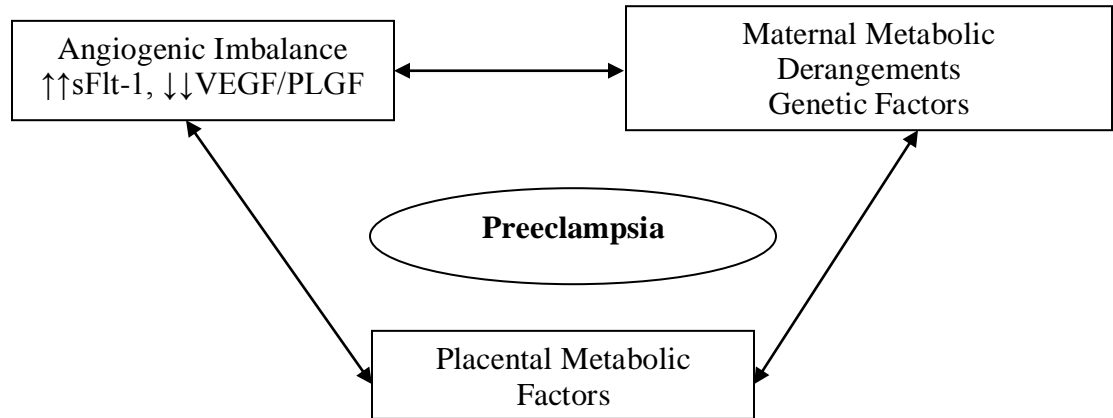 Angiogenic Imbalance
↑↑sFlt-1, ↓↓VEGF/PLGF
Maternal Metabolic
Derangements
Genetic Factors
Preeclampsia
Placental Metabolic
Factors